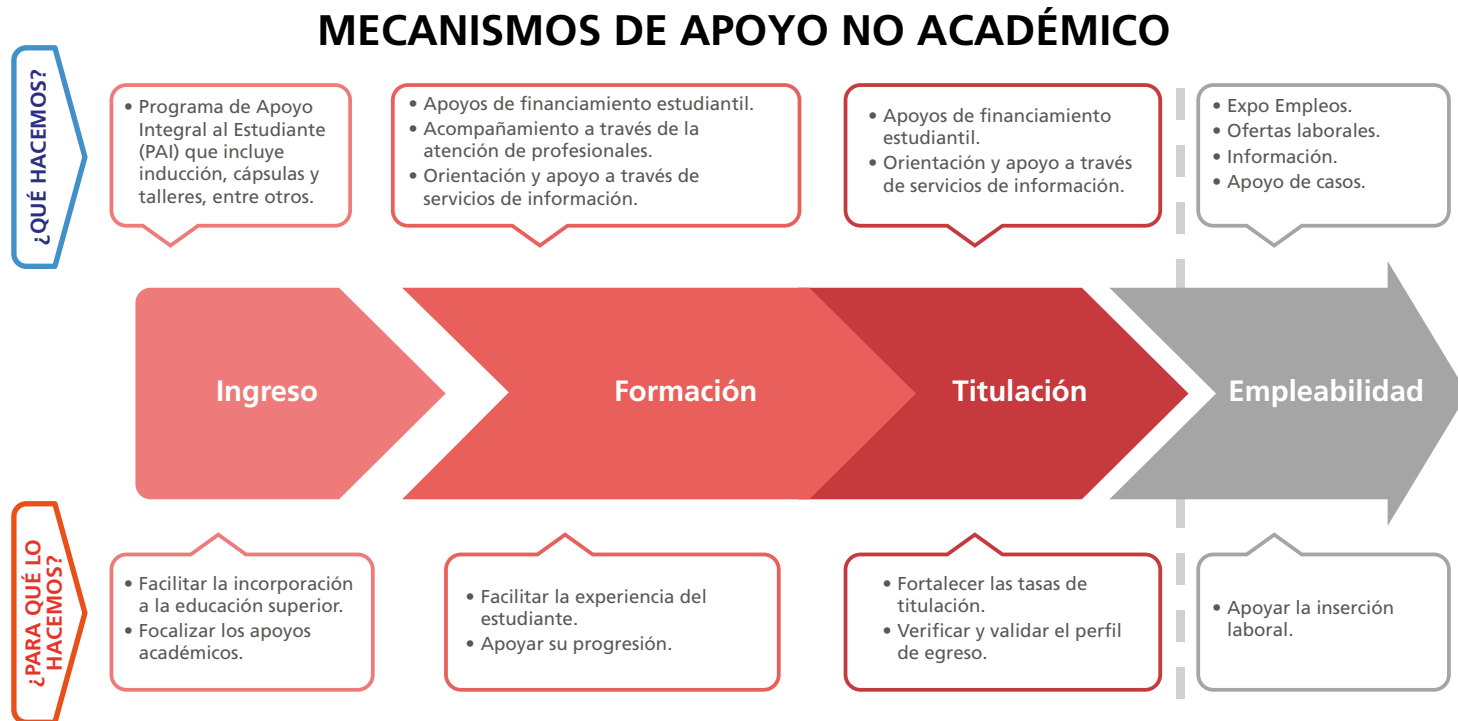 MECANISMOS DE APOYO NO ACADÉMICO
¿QUÉ HACEMOS?
• Programa de Apoyo
Integral al Estudiante
(PAI) que incluye
inducción, cápsulas y
talleres, entre otros.
• Apoyos de financiamiento estudiantil.
• Acompañamiento a través de la
atención de profesionales.
• Orientación y apoyo a través de
servicios de información.
• Apoyos de financiamiento
estudiantil.
• Orientación y apoyo a través
de servicios de información.
• Expo Empleos.
• Ofertas laborales.
• Información.
• Apoyo de casos.
Ingreso
Formación
Titulación
Empleabilidad
¿PARA QUÉ LO
HACEMOS?
• Facilitar la incorporación
a la educación superior.
• Focalizar los apoyos
académicos.
• Facilitar la experiencia del
estudiante.
• Apoyar su progresión.
• Fortalecer las tasas de
titulación.
• Verificar y validar el perfil
de egreso.
• Apoyar la inserción
laboral.